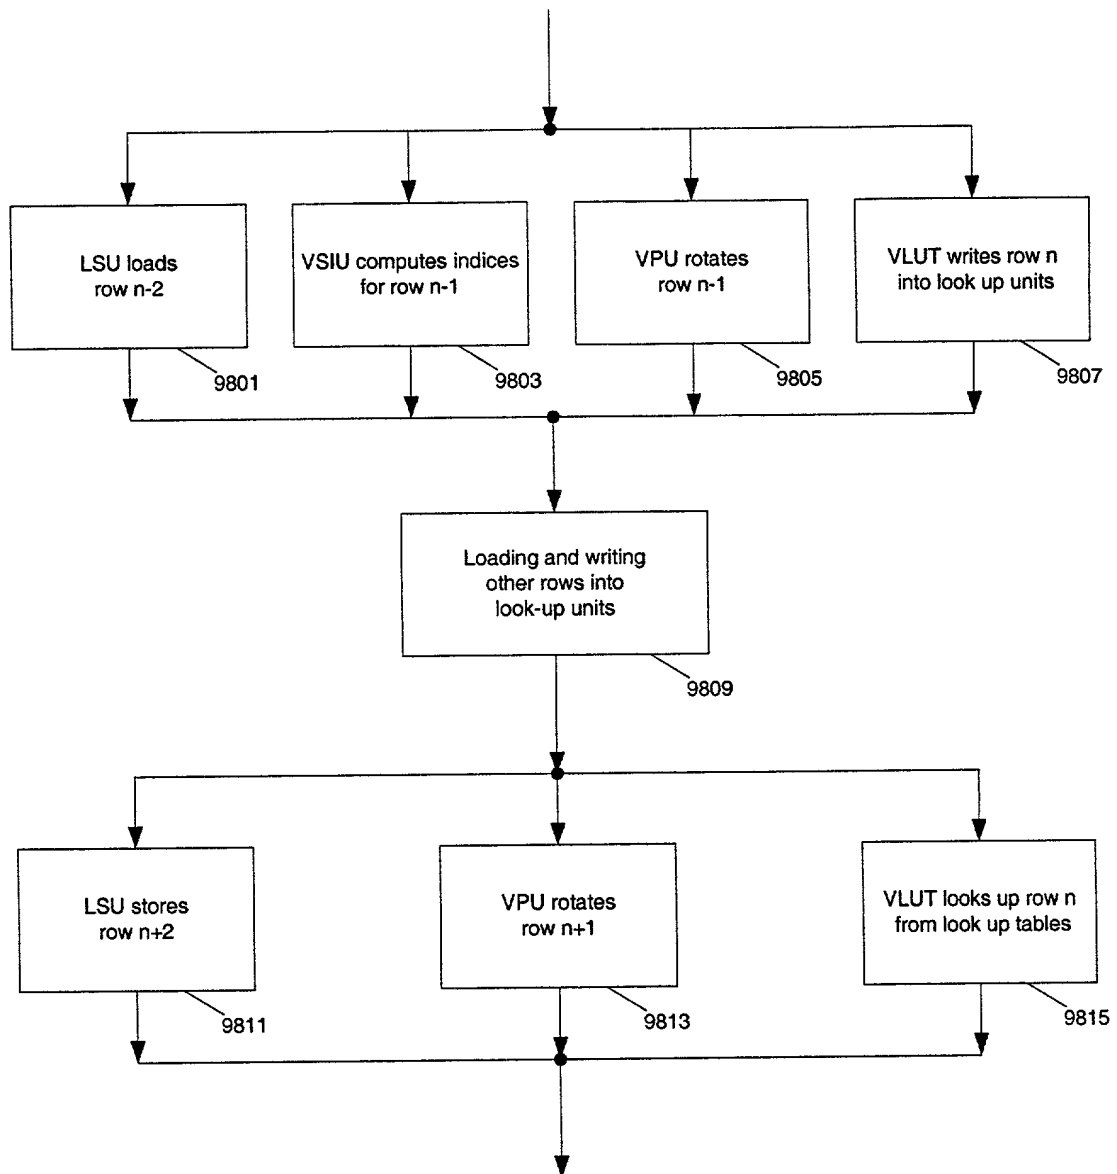 LSU loads
row n-2
9801
VSIU computes indices
for row n-1
9803
VPU rotates
row n-1
9805
VLUT writes row n
into look up units
9807
Loading and writing
other rows into
look-up units
9809
LSU stores
row n+2
9811
VPU rotates
row n+1
9813
VLUT looks up row n
from look up tables
9815